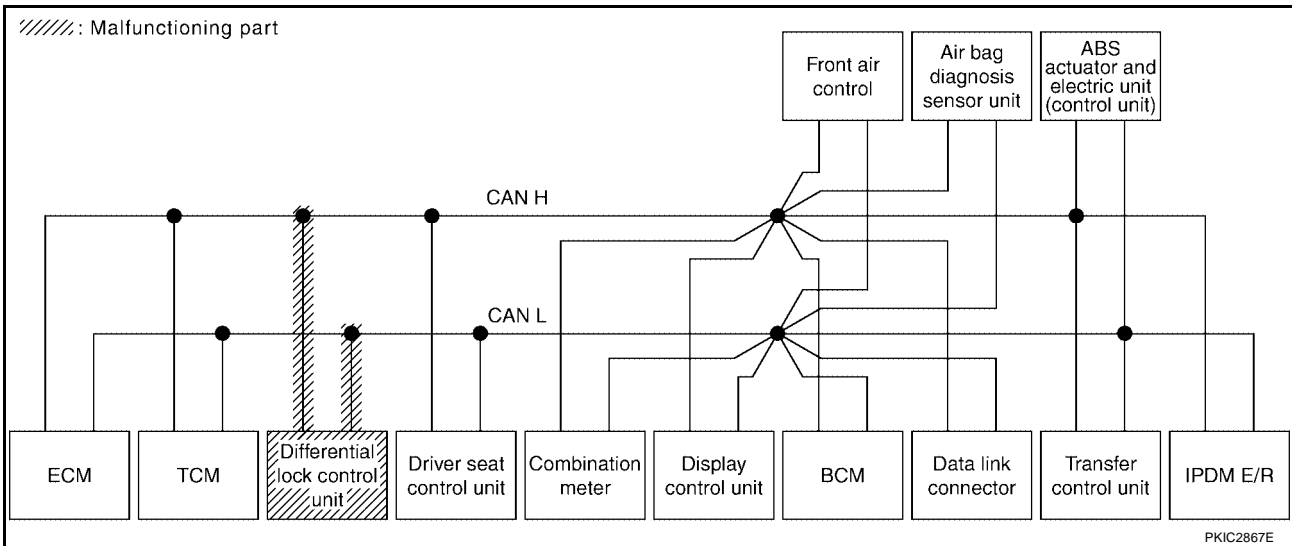 : Malfunctioning part
Front air
control
Air bag
diagnosis
sensor unit
ABS
actuator and
electric unit
(control unit)
CAN H
CAN L
ECM
TCM
Differential
lock control
unit
Driver seat
control unit
Combination
meter
Display
control unit
BCM
Data link
connector
Transfer
control unit
IPDM E/R
PKIC2867E